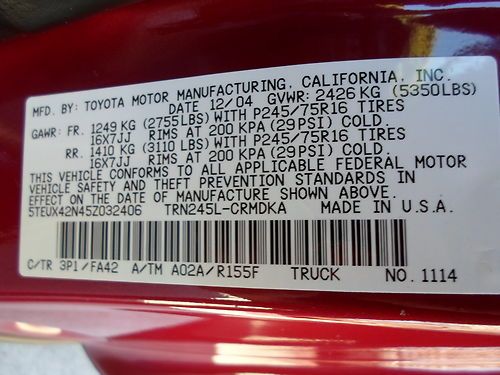 MFD. BY: TOYOTA MOTOR MANUFACTURING, CALIFORNIA, INC.
DATE 12/04 GVWR: 2426 KG (5350LBS)
GAWR: FR. 1249 KG (2755LBS) WITH P245/75R16 TIRES
16X7JJ RIMS AT 200 KPA (29PSI) COLD.
RR. 1410 KG (3110LBS) WITH P245/75R16 TIRES
16X7JJ RIMS AT 200 KPA (29PSI) COLD.
THIS VEHICLE CONFORMS TO ALL APPLICABLE FEDERAL MOTOR
VEHICLE SAFETY AND THEFT PREVENTION STANDARDS IN
EFFECT ON THE DATE OF MANUFACTURE SHOWN ABOVE.
5TEUX42N45Z032406 TRN245L-CRMDKA MADE IN U.S.A.
C/TR 3P1/FA42 A/TM A02A/R155F TRUCK NO. 1114